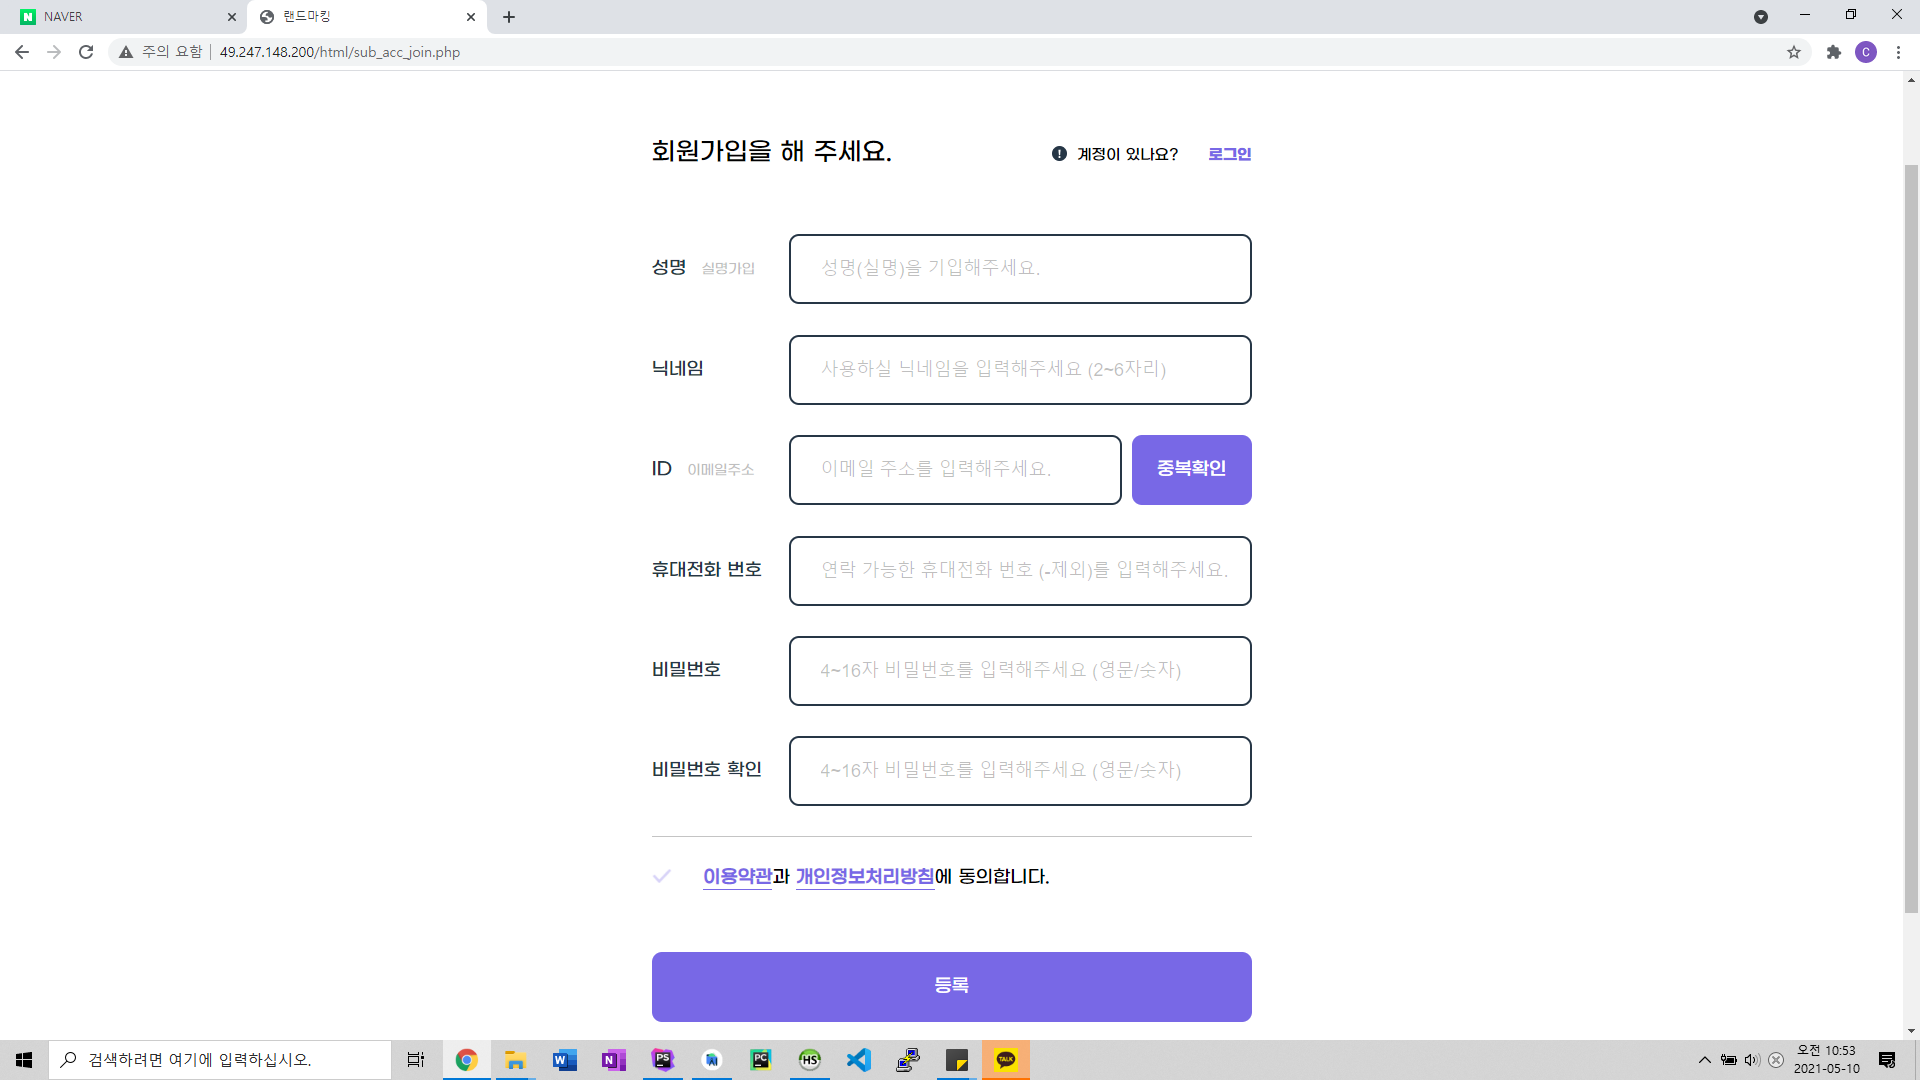 NAVER
랜드마킹
주의 요함
49.247.148.200/html/sub_acc_join.php
C
회원가입을 해 주세요.
계정이 있나요? 로그인
성명 실명가입
성명(실명)을 기입해주세요.
닉네임
사용하실 닉네임을 입력해주세요 (2~6자리)
ID 이메일주소
이메일 주소를 입력해주세요.
중복확인
휴대전화 번호
연락 가능한 휴대전화 번호 (-제외)를 입력해주세요.
비밀번호
4~16자 비밀번호를 입력해주세요 (영문/숫자)
비밀번호 확인
4~16자 비밀번호를 입력해주세요 (영문/숫자)
이용약관과 개인정보처리방침에 동의합니다.
등록
검색하려면 여기에 입력하십시오.
오전 10:53
2021-05-10